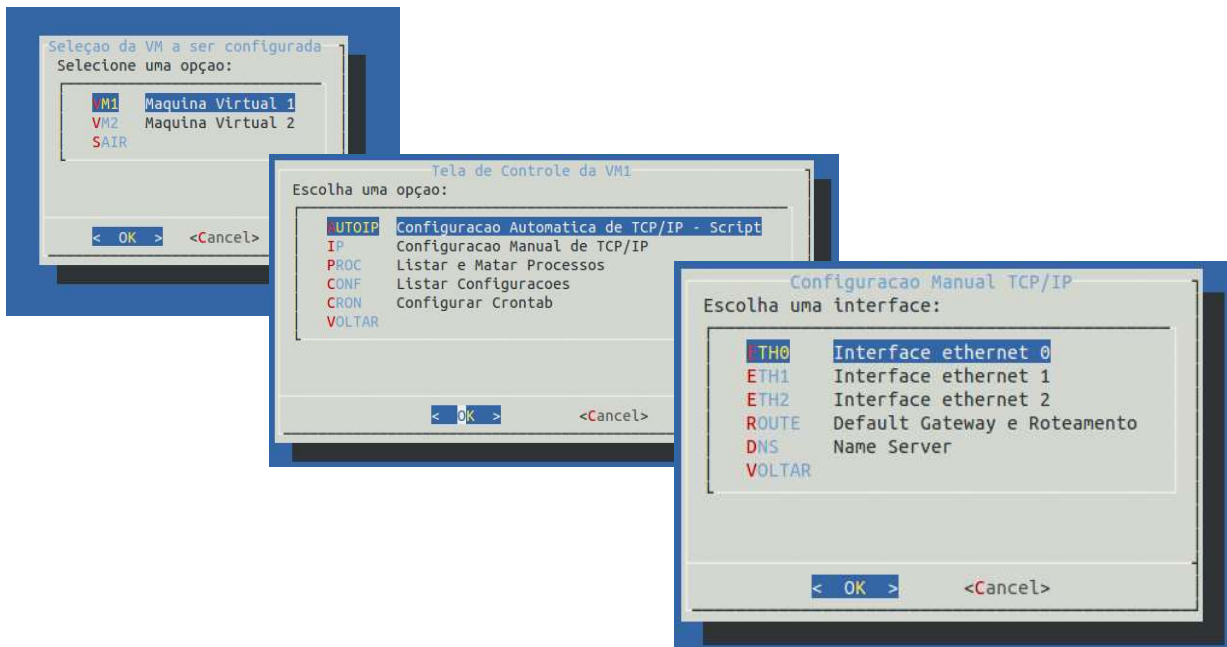 Seleçao da VM a ser configurada
Selecione uma opçao:
VM1 Maquina Virtual 1
VM2 Maquina Virtual 2
SAIR
< OK > <Cancel>
Tela de Controle da VM1
Escolha uma opçao:
AUTOIP Configuracao Automatica de TCP/IP - Script
IP Configuracao Manual de TCP/IP
PROC Listar e Matar Processos
CONF Listar Configuracoes
CRON Configurar Crontab
VOLTAR
< OK > <Cancel>
Configuracao Manual TCP/IP
Escolha uma interface:
ETH0 Interface ethernet 0
ETH1 Interface ethernet 1
ETH2 Interface ethernet 2
ROUTE Default Gateway e Roteamento
DNS Name Server
VOLTAR
< OK > <Cancel>